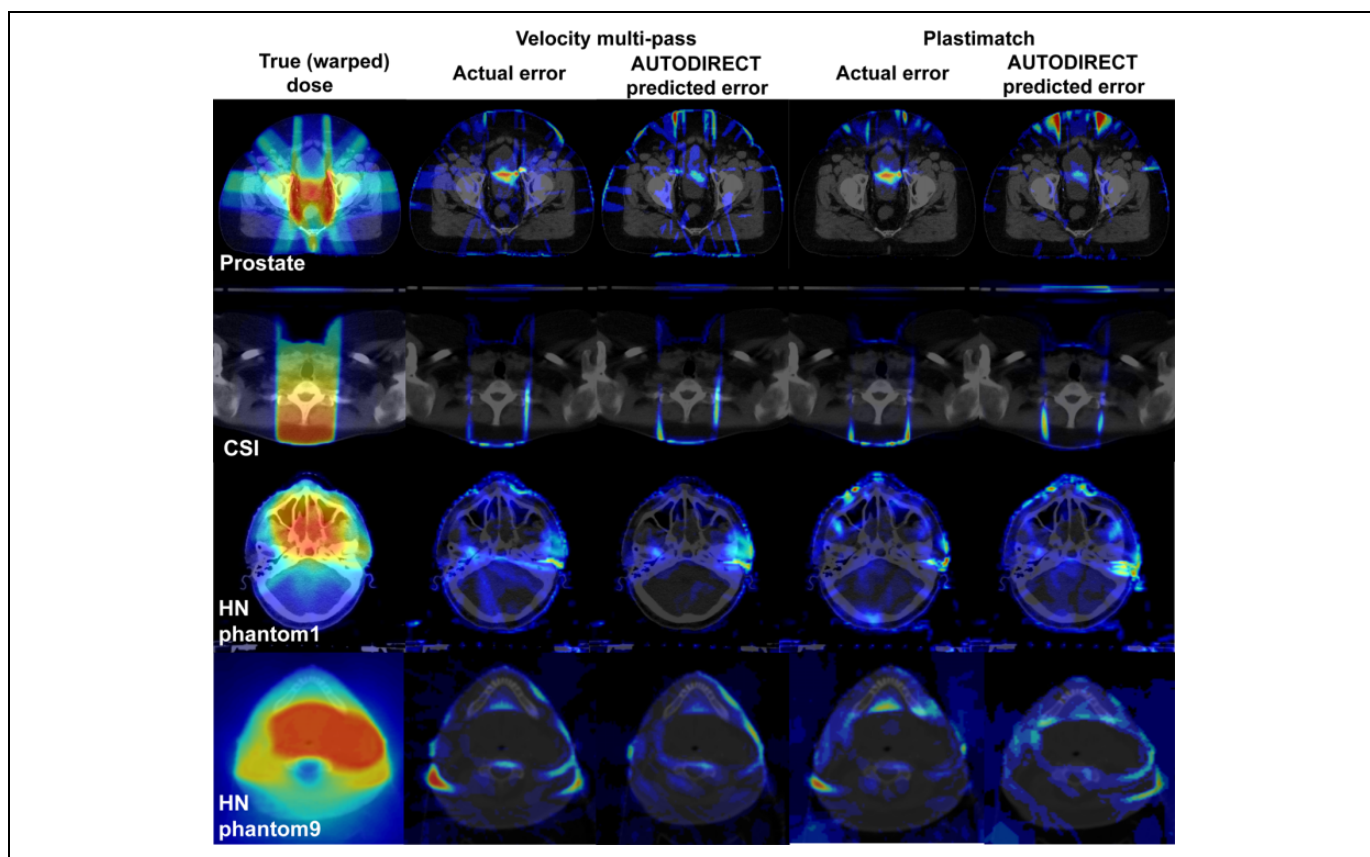 Velocity multi-pass
Plastimatch
True (warped)
dose
Actual error
AUTODIRECT
predicted error
Actual error
AUTODIRECT
predicted error
Prostate
CSI
HN
phantom1
HN
phantom9